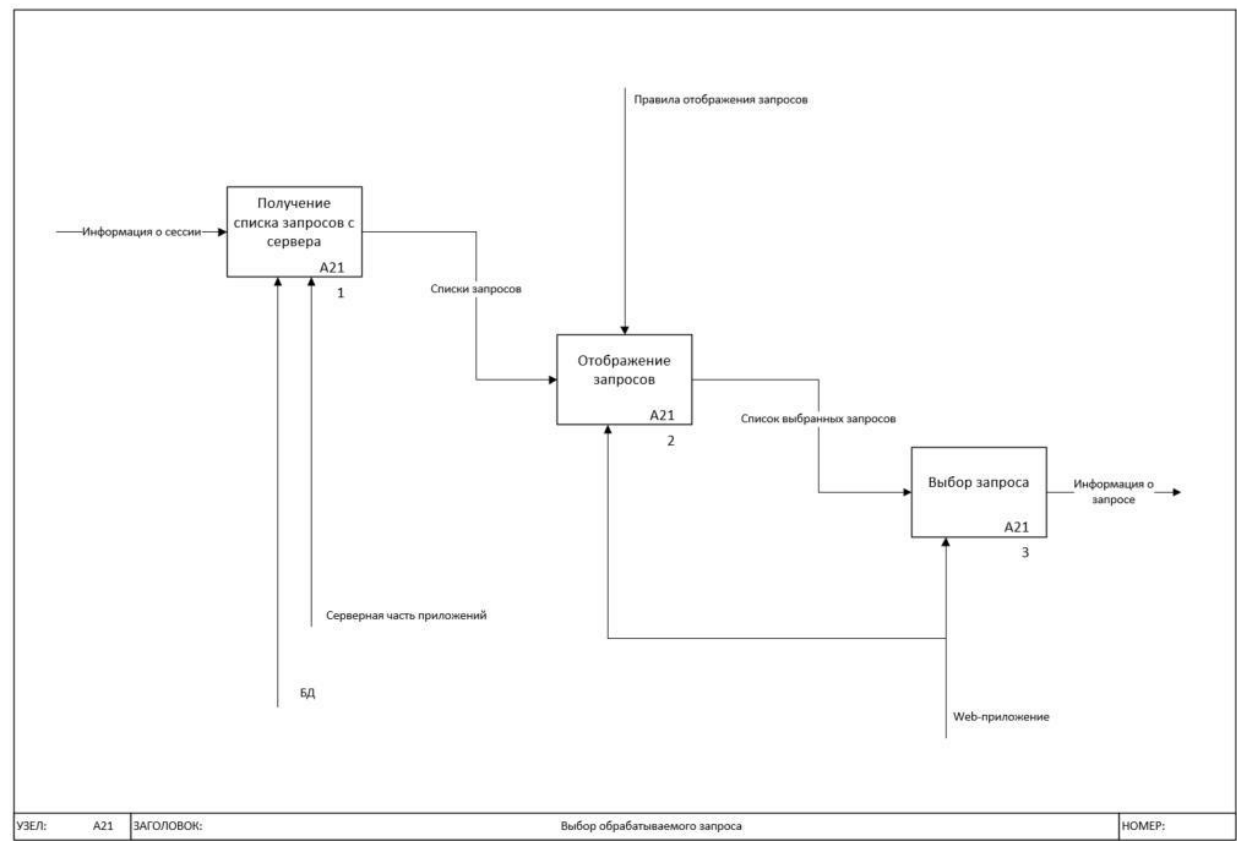 Правила отображения запросов
Получение
списка запросов с
сервера
A21
1
Информация о сессии
Списки запросов
Отображение
запросов
A21
2
Список выбранных запросов
Выбор запроса
A21
3
Информация о
запросе
Серверная часть приложений
БД
Web-приложение
УЗЕЛ: A21 ЗАГОЛОВОК: Выбор обрабатываемого запроса НОМЕР: